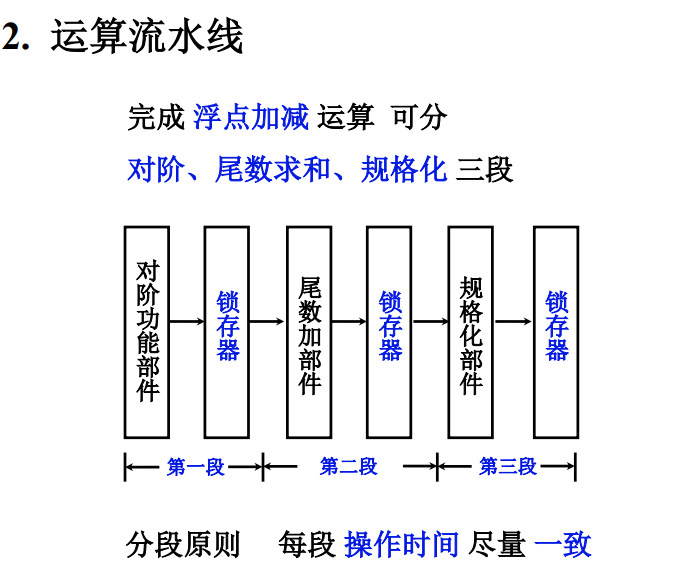 2. 运算流水线
完成 浮点加减 运算 可分
对阶、尾数求和、规格化 三段
对阶功能部件
锁存器
尾数加部件
锁存器
规格化部件
锁存器
第一段
第二段
第三段
分段原则 每段 操作时间 尽量 一致